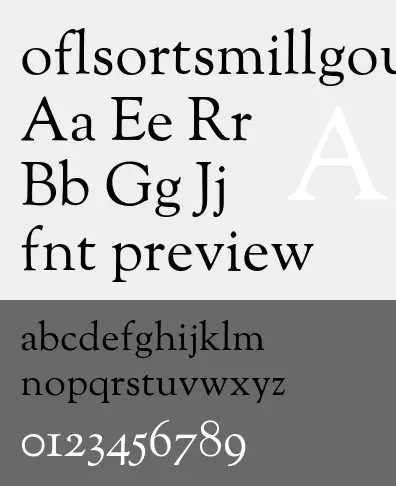 oflsortsmillgou
Aa Ee Rr
A
Bb Gg Jj
fnt preview
abcdefghijklm
nopqrstuvwxyz
0123456789